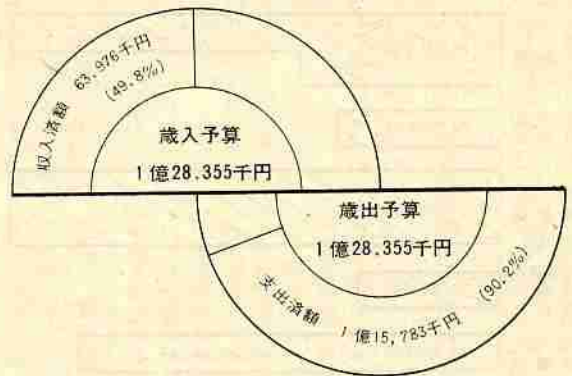 収入済額 63,976千円
(49.8%)
歳入予算
1億28.355千円
歳出予算
1億28.355千円
支出済額 1億15,783千円 (90.2%)